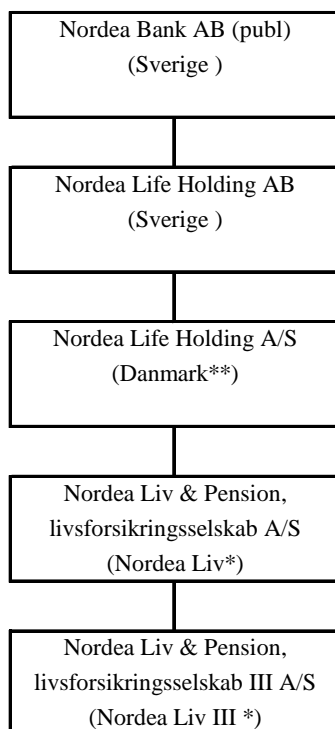 Nordea Bank AB (publ)
(Sverige )
Nordea Life Holding AB
(Sverige )
Nordea Life Holding A/S
(Danmark**)
Nordea Liv & Pension,
livsforsikringsselskab A/S
(Nordea Liv*)
Nordea Liv & Pension,
livsforsikringsselskab III A/S
(Nordea Liv III *)